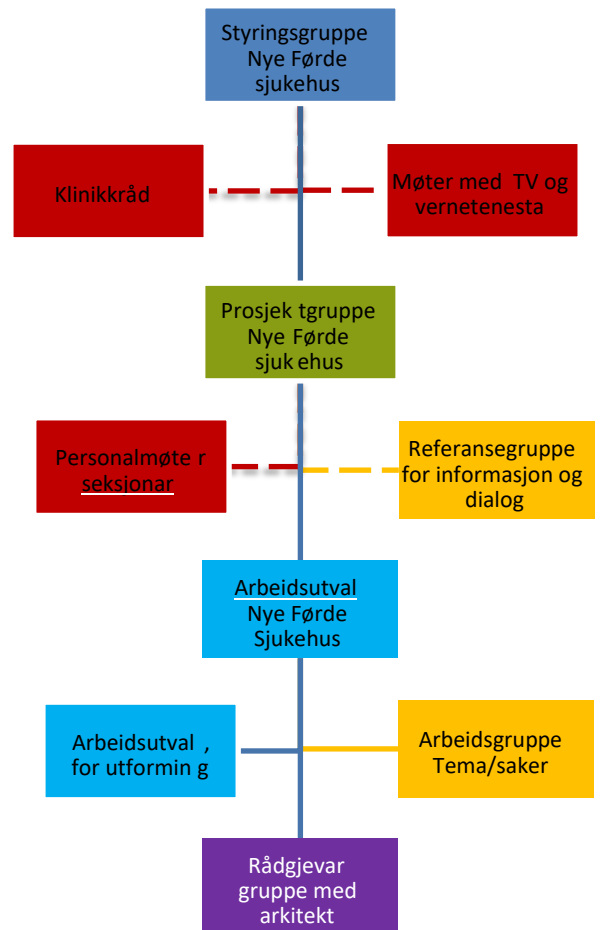 Styringsgruppe
Nye Førde
sjukehus
Klinikkråd
Møter med TV og
vernetenesta
Prosjek tgruppe
Nye Førde
sjuk ehus
Personalmøte r
seksjonar
Referansegruppe
for informasjon og
dialog
Arbeidsutval
Nye Førde
Sjukehus
Arbeidsutval ,
for utformin g
Arbeidsgruppe
Tema/saker
Rådgjevar
gruppe med
arkitekt